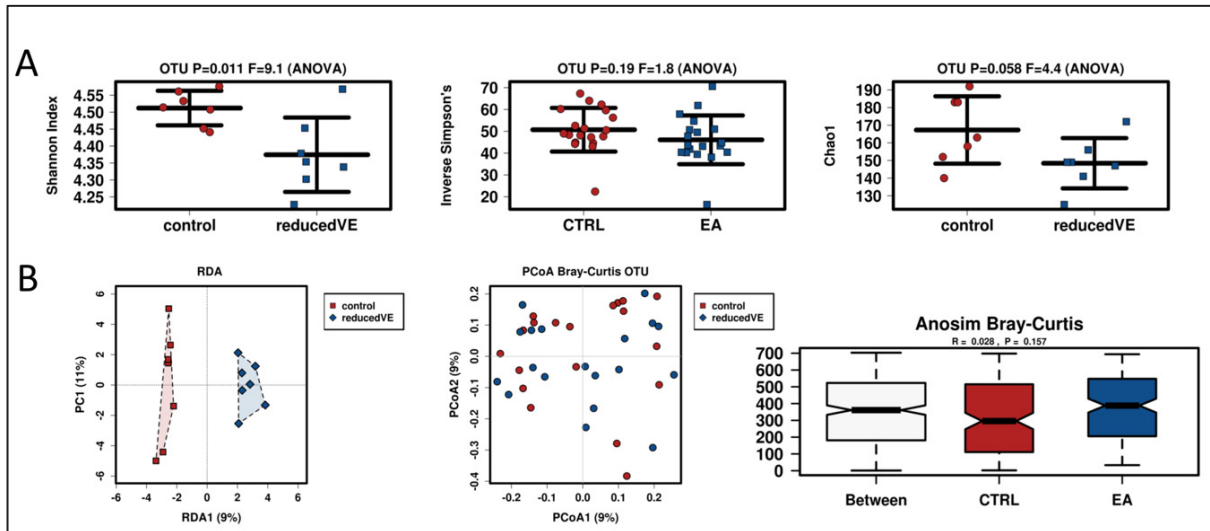 A
OTU P=0.011 F=9.1 (ANOVA)
Shannon Index
4.55
4.50
4.45
4.40
4.35
4.30
4.25
control
reducedVE
OTU P=0.19 F=1.8 (ANOVA)
Inverse Simpson's
70
60
50
40
30
20
CTRL
EA
OTU P=0.058 F=4.4 (ANOVA)
Chao1
190
180
170
160
150
140
130
control
reducedVE
B
RDA
PC1 (11%)
6
4
2
0
-2
-4
-6
-6
-4
-2
0
2
4
6
RDA1 (9%)
control
reducedVE
PCoA Bray-Curtis OTU
PCoA2 (9%)
0.2
0.1
0.0
-0.1
-0.2
-0.3
-0.4
-0.2
-0.1
0.0
0.1
0.2
PCoA1 (9%)
control
reducedVE
Anosim Bray-Curtis
R = 0.028 , P = 0.157
700
600
500
400
300
200
100
0
Between
CTRL
EA